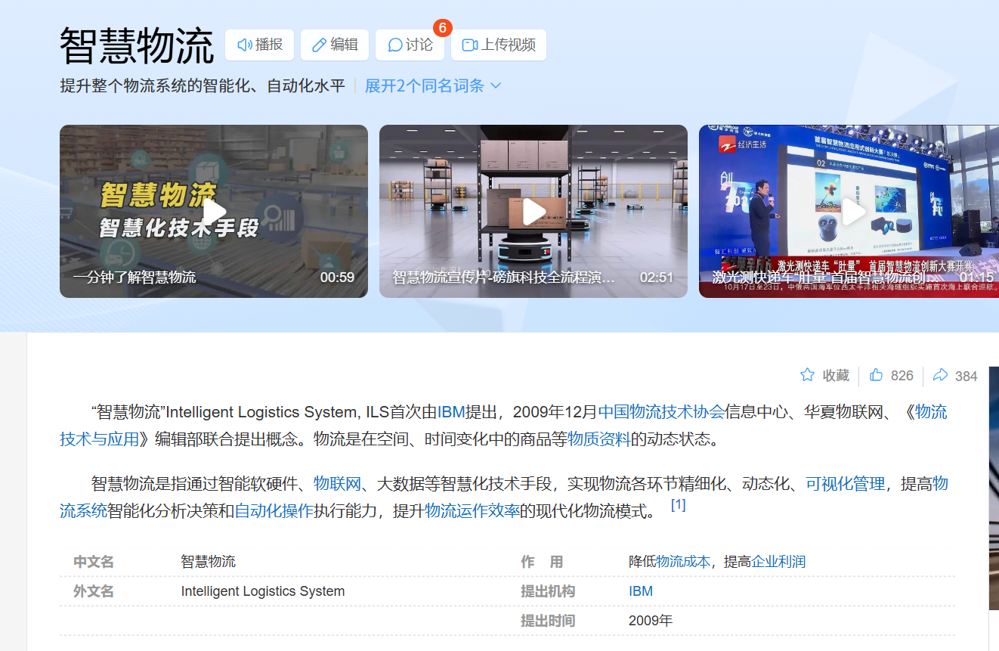 智慧物流 播报 编辑 讨论 6 上传视频
提升整个物流系统的智能化、自动化水平 展开2个同名词条
智慧物流
智慧化技术手段
一分钟了解智慧物流 00:59
智慧物流宣传片-磅旗科技全流程演... 02:51
经济生活
首届智慧物流应用式创新大赛
02
激光测快递车“肚量” 首届智慧物流创新大赛开赛
激光测快递车“肚量”首届智慧物流创... 01:15
10月17日至23日，中俄两国海军位西太平洋相关海域组织实施首次海上联合巡航。
收藏 826 384
“智慧物流”Intelligent Logistics System, ILS首次由IBM提出，2009年12月中国物流技术协会信息中心、华夏物联网、《物流
技术与应用》编辑部联合提出概念。物流是在空间、时间变化中的商品等物质资料的动态状态。
智慧物流是指通过智能软硬件、物联网、大数据等智慧化技术手段，实现物流各环节精细化、动态化、可视化管理，提高物
流系统智能化分析决策和自动化操作执行能力，提升物流运作效率的现代化物流模式。 [1]
中文名 智慧物流 作 用 降低物流成本，提高企业利润
外文名 Intelligent Logistics System 提出机构 IBM
提出时间 2009年